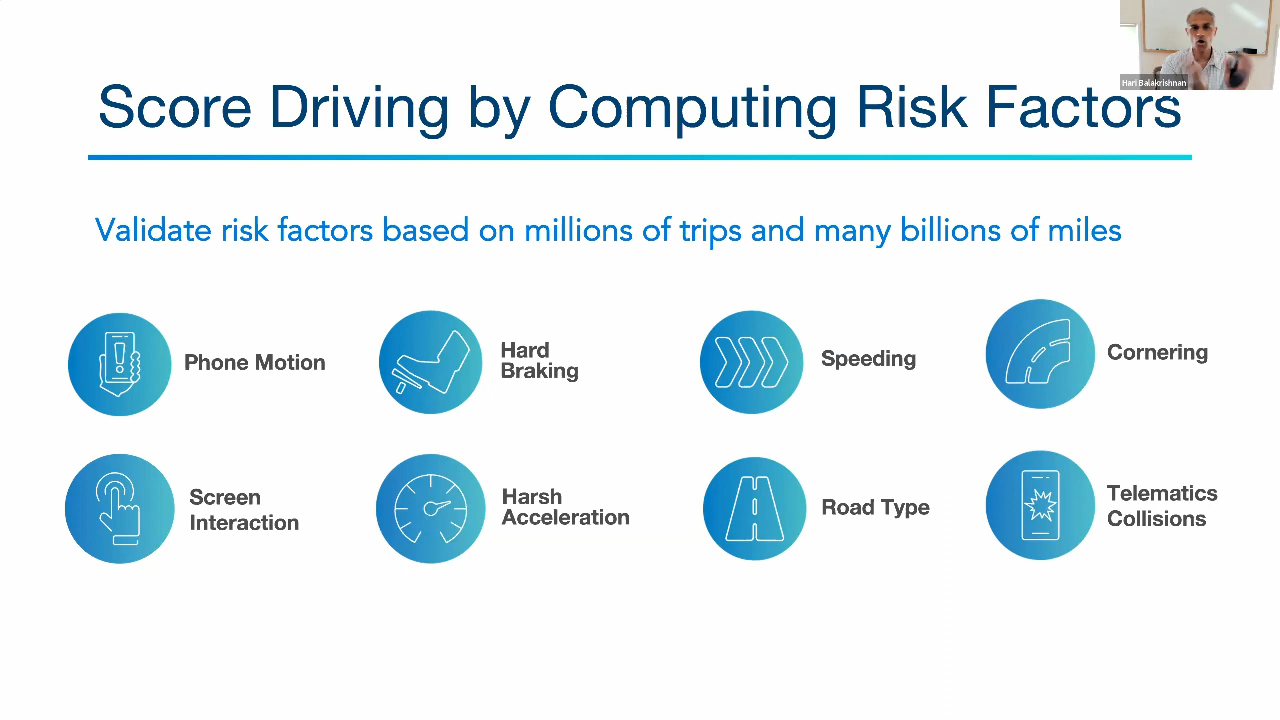 Hari Balakrishnan
Score Driving by Computing Risk Factors
Validate risk factors based on millions of trips and many billions of miles
Phone Motion
Hard
Braking
Speeding
Cornering
Screen
Interaction
Harsh
Acceleration
Road Type
Telematics
Collisions